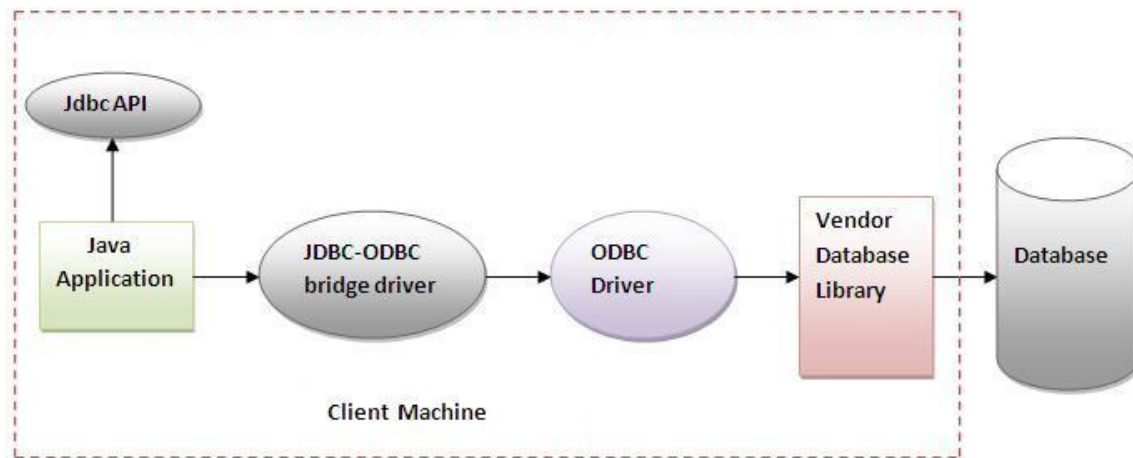 Jdbc API
Java
Application
JDBC-ODBC
bridge driver
ODBC
Driver
Vendor
Database
Library
Database
Client Machine